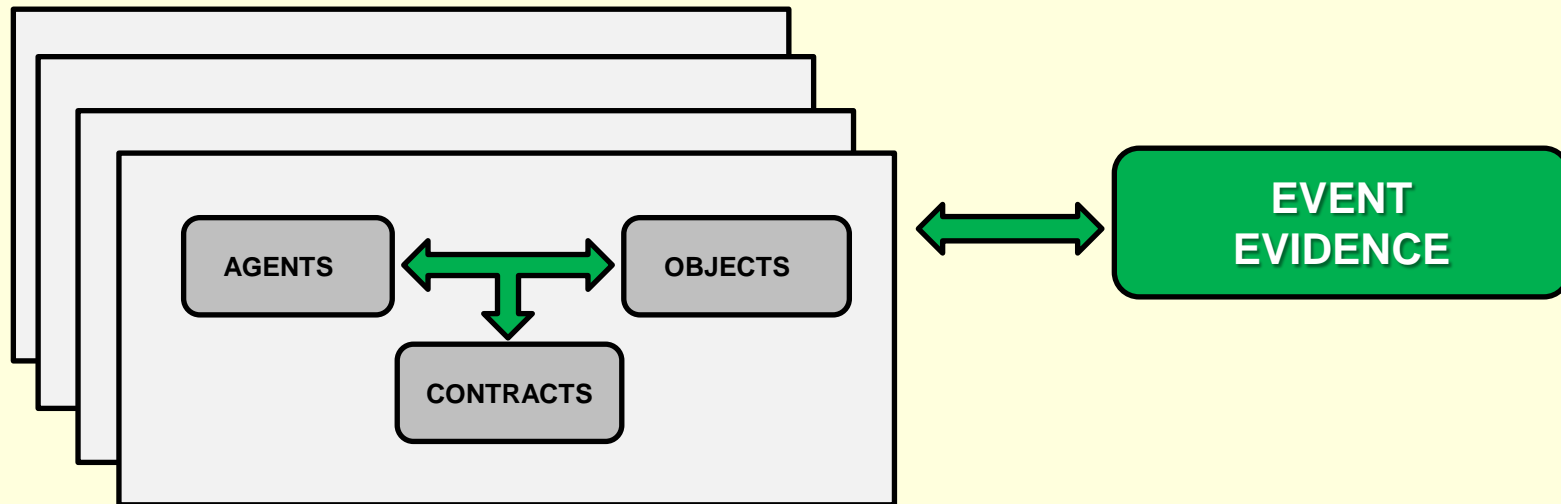 AGENTS
OBJECTS
CONTRACTS
EVENT
EVIDENCE